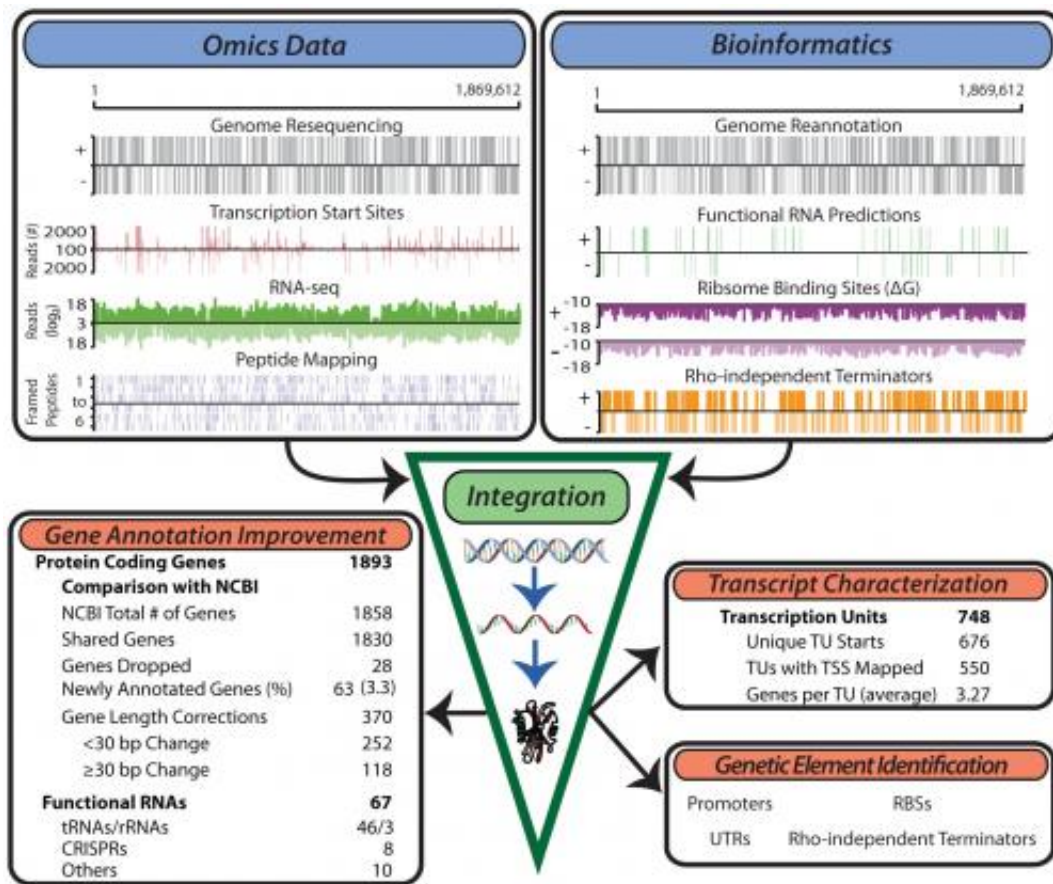 Omics Data
1 1,869,612
Genome Resequencing
+
-
Transcription Start Sites
Reads (#)
2000
100
2000
RNA-seq
Reads (log₂)
18
3
18
Peptide Mapping
Framed Peptides
1
to
6
Bioinformatics
1 1,869,612
Genome Reannotation
+
-
Functional RNA Predictions
+
-
Ribsome Binding Sites (ΔG)
+
-10
-18
-
-10
-18
Rho-independent Terminators
+
-
Integration
Gene Annotation Improvement
Protein Coding Genes 1893
Comparison with NCBI
NCBI Total # of Genes 1858
Shared Genes 1830
Genes Dropped 28
Newly Annotated Genes (%) 63 (3.3)
Gene Length Corrections 370
<30 bp Change 252
≥30 bp Change 118
Functional RNAs 67
tRNAs/rRNAs 46/3
CRISPRs 8
Others 10
Transcript Characterization
Transcription Units 748
Unique TU Starts 676
TUs with TSS Mapped 550
Genes per TU (average) 3.27
Genetic Element Identification
Promoters RBSs
UTRs Rho-independent Terminators